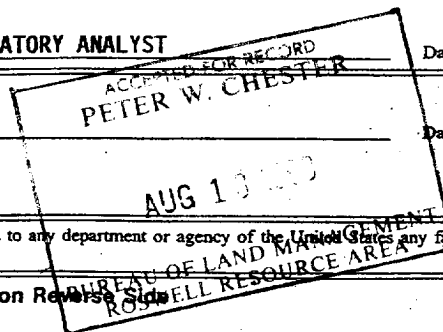 ATORY ANALYST
Da
ACCEPTED FOR RECORD
PETER W. CHESTER
Da
AUG 1
to any department or agency of the United States any f
BUREAU OF LAND MANAGEMENT
on Reverse Side
ROSWELL RESOURCE AREA